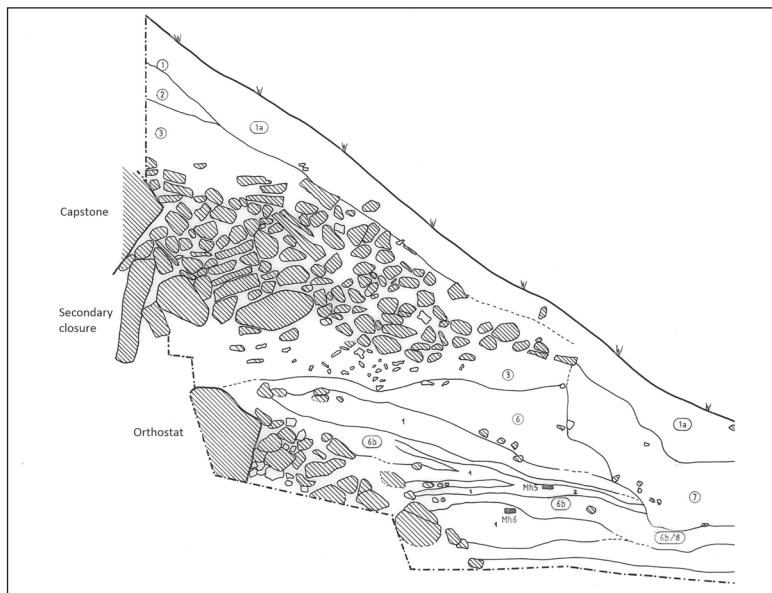 1
2
1a
3
Capstone
Secondary
closure
3
1a
6
1
Orthostat
6b
1
7
Mh5
1
2
6b
Mh6
1
6b/8